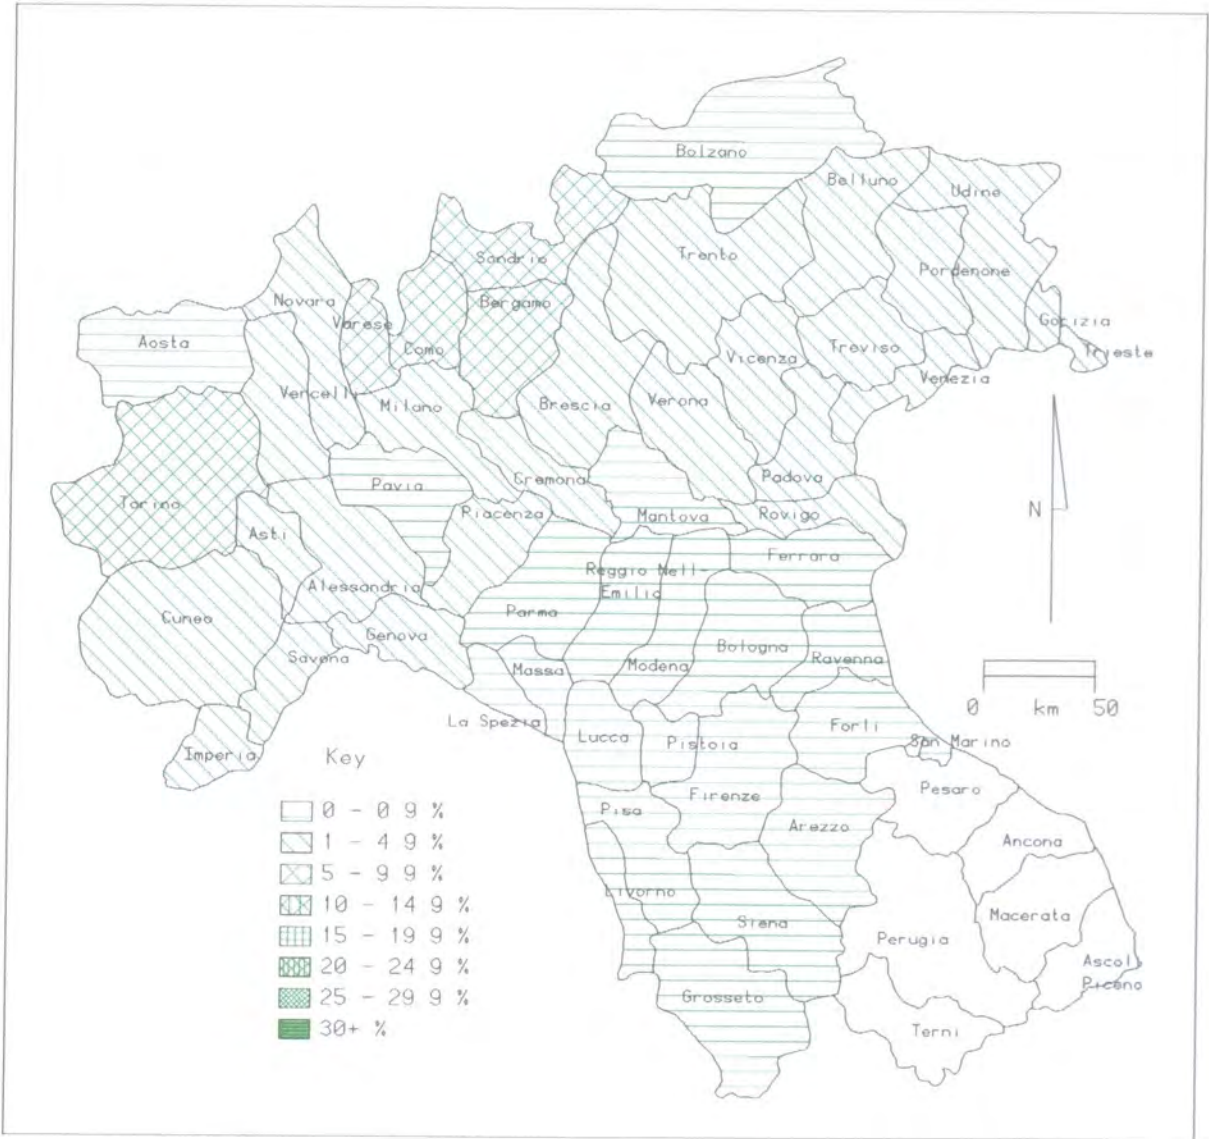 Bolzano
Belluno
Udine
Trento
Sondrio
Pordenone
Novara
Bergamo
Varese
Gorizia
Aosta
Como
Treviso
Trieste
Vicenza
Venezia
Vercelli
Milano
Brescia
Verona
Cremona
Padova
Pavia
Torino
Piacenza
Mantova
Rovigo
N
Asti
Ferrara
Reggio Nell-
Emilia
Alessandria
Parma
Cuneo
Genova
Bologna
Savona
Massa
Modena
Ravenna
0 km 50
La Spezia
Lucca
Pistoia
Forli
San Marino
Imperia
Key
Pesaro
Firenze
Pisa
Arezzo
Ancona
0 - 0 9 %
1 - 4 9 %
5 - 9 9 %
10 - 14 9 %
15 - 19 9 %
20 - 24 9 %
25 - 29 9 %
30+ %
Livorno
Siena
Macerata
Perugia
Ascoli
Piceno
Grosseto
Terni